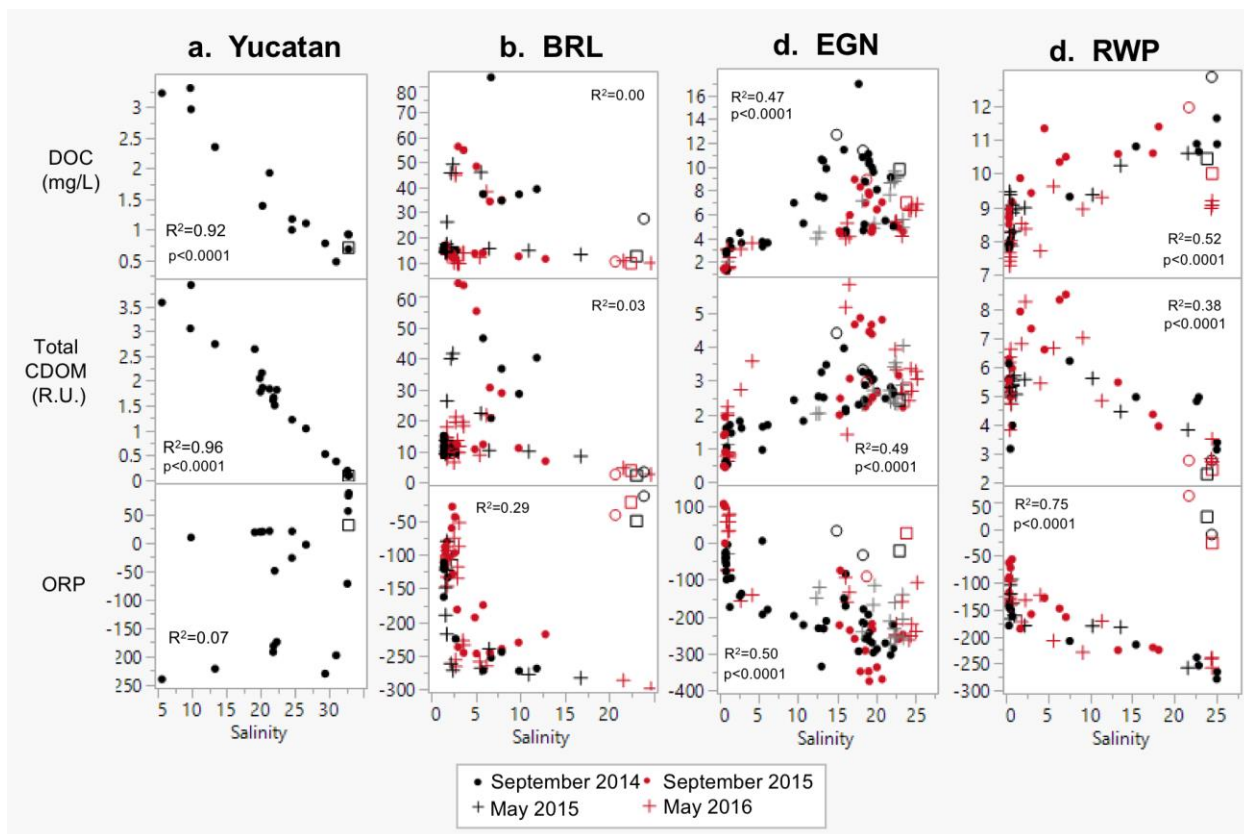 a. Yucatan
b. BRL
d. EGN
d. RWP
DOC
(mg/L)
3
2.5
2
1.5
1
0.5
R²=0.92
p<0.0001
80
70
60
50
40
30
20
10
R²=0.00
16
14
12
10
8
6
4
2
R²=0.47
p<0.0001
12
11
10
9
8
7
R²=0.52
p<0.0001
Total
CDOM
(R.U.)
3.5
3
2.5
2
1.5
1
0.5
0
R²=0.96
p<0.0001
60
50
40
30
20
10
0
R²=0.03
5
4
3
2
1
0
R²=0.49
p<0.0001
8
7
6
5
4
3
2
R²=0.38
p<0.0001
ORP
50
0
-50
-100
150
200
250
R²=0.07
-50
-100
-150
-200
-250
-300
R²=0.29
100
0
-100
-200
-300
-400
R²=0.50
p<0.0001
50
0
-50
-100
-150
-200
-250
-300
R²=0.75
p<0.0001
5 10 15 20 25 30
0 5 10 15 20
0 5 10 15 20 25
0 5 10 15 20 25
Salinity
Salinity
Salinity
Salinity
September 2014
September 2015
May 2015
May 2016